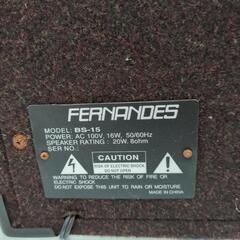 FERNANDES
MODEL: BS-15
POWER: AC 100V, 16W, 50/60Hz
SPEAKER RATING : 20W, 8ohm
SER NO :
CAUTION
RISK OF ELECTRIC SHOCK
DO NOT OPEN
WARNING: TO REDUCE THE RISK OF FIRE OR ELECTRIC
SHOCK. DO NOT EXPOSE THIS APPLIANCE TO RAIN
OR MOISTURE
MADE IN CHINA